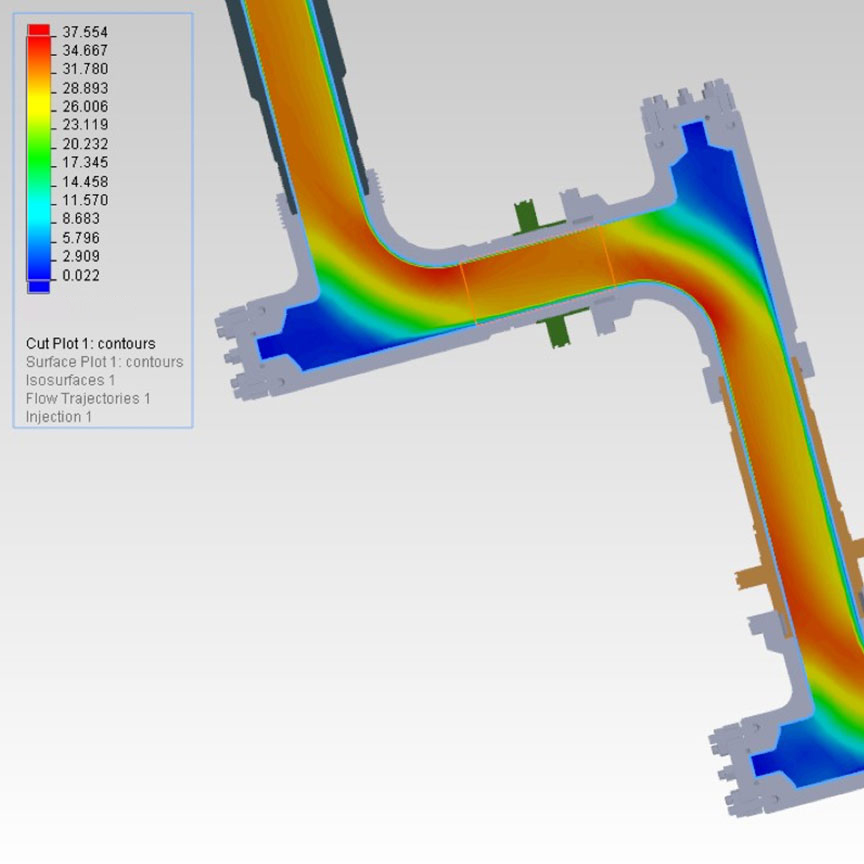 37.554
34.667
31.780
28.893
26.006
23.119
20.232
17.345
14.458
11.570
8.683
5.796
2.909
0.022
Cut Plot 1: contours
Surface Plot 1: contours
Isosurfaces 1
Flow Trajectories 1
Injection 1